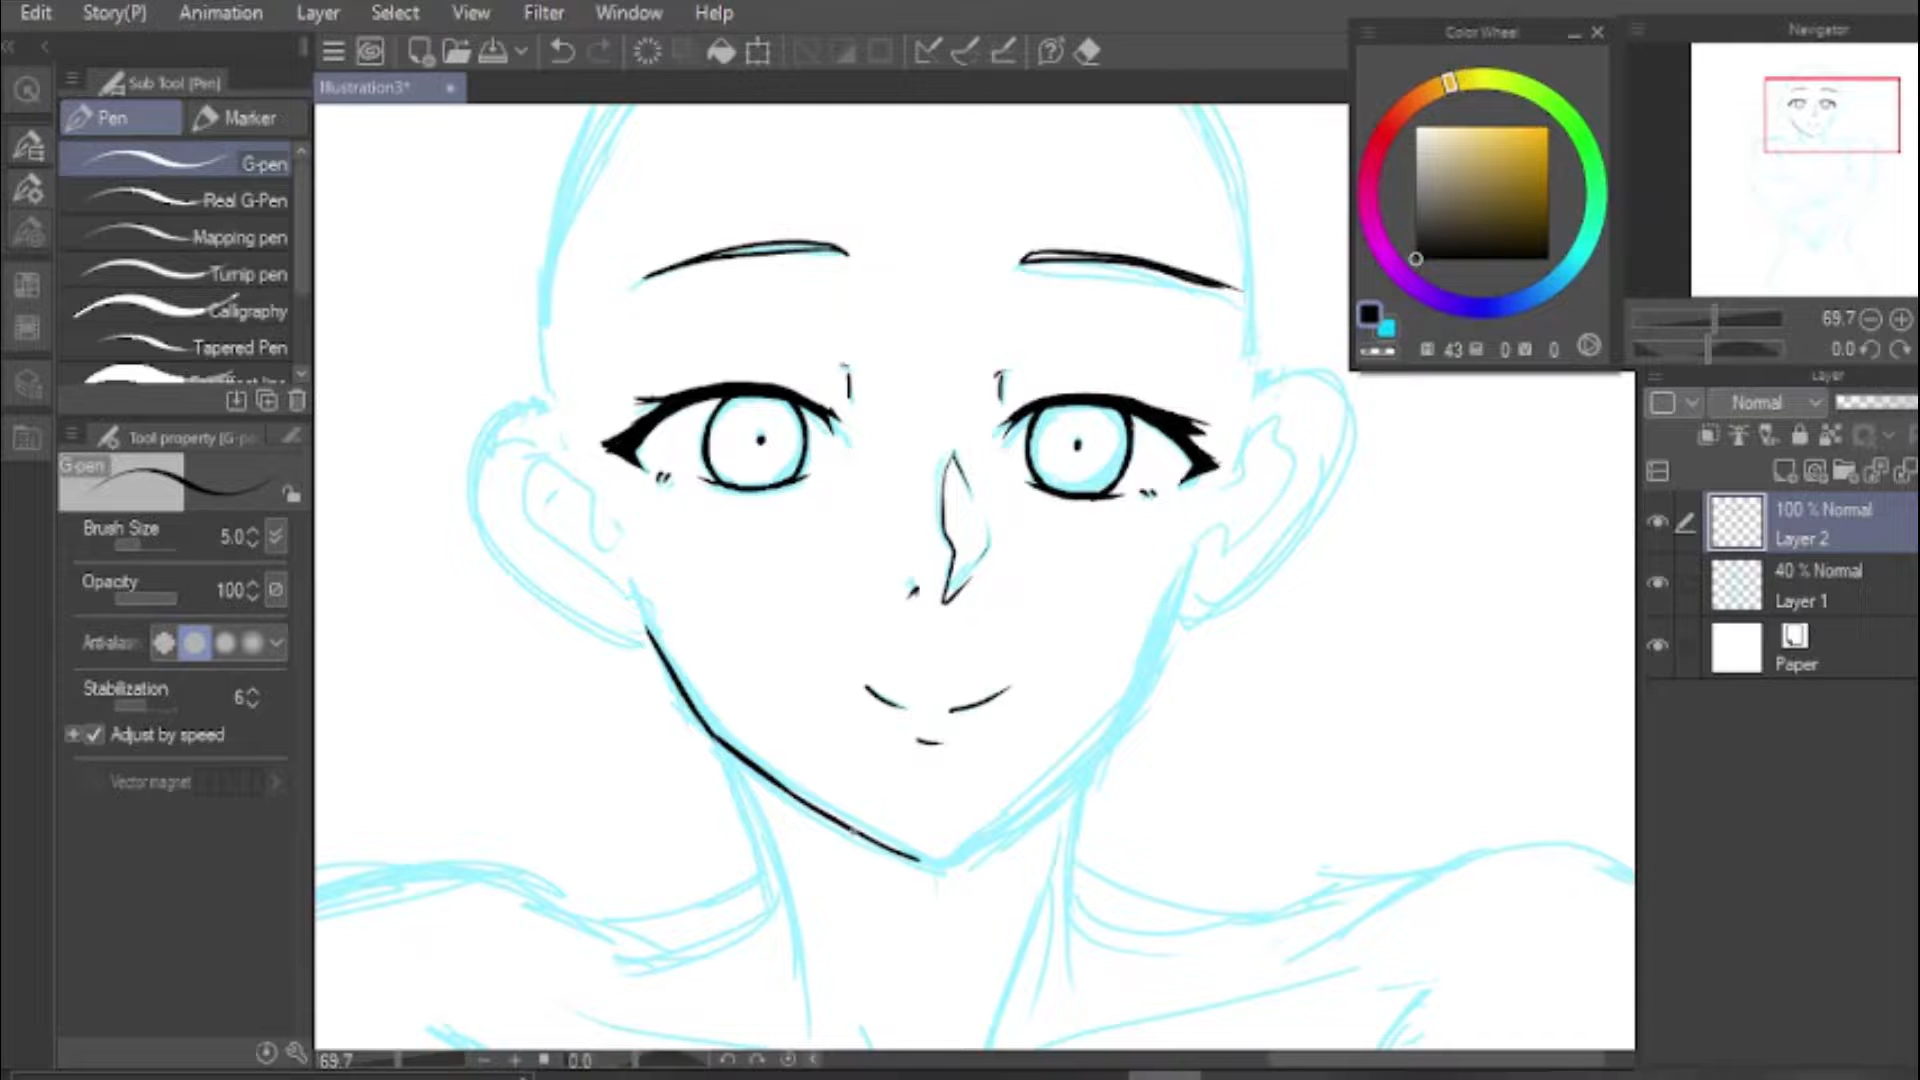 Edit Story(P) Animation Layer Select View Filter Window Help
Color Wheel
Navigator
Sub Tool [Pen]
Illustration3*
Pen
Marker
G-pen
Real G-Pen
Mapping pen
Turnip pen
Calligraphy
Tapered Pen
Tool property [G-pe
G-pen
Brush Size 5.0
Opacity 100
Anti-alias
Stabilization 6
Adjust by speed
Vector magnet
43 0 0
69.7
0.0
Layer
Normal
100 % Normal
Layer 2
40 % Normal
Layer 1
Paper
69.7 0.0